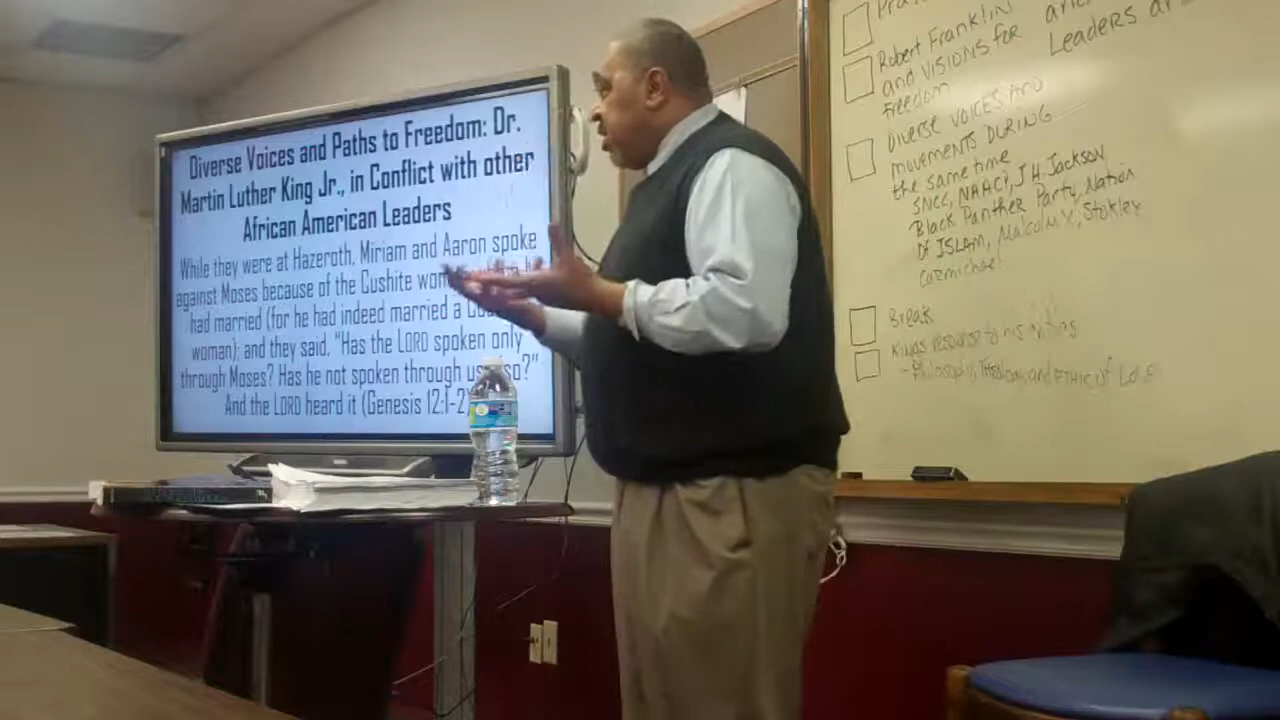 Diverse Voices and Paths to Freedom: Dr.
Martin Luther King Jr., in Conflict with other
African American Leaders
While they were at Hazeroth, Miriam and Aaron spoke
against Moses because of the Cushite
had married (for he had indeed married a
woman); and they said, "Has the LORD spoken only
through Moses? Has he not spoken through
And the LORD heard it (Genesis 12:1-2
Robert Franklin
and VISIONS FOR
Leaders
Freedom
Diverse VOICES AND
movements DURING
the same time
SNCC, NAACP, J.H. Jackson
Black Panther Party, Nation
OF ISLAM, Malcolm X, Stokley
Carmichael
Break
Kings response to his
- Philosophy, Theology, and ETHIC of LOVE